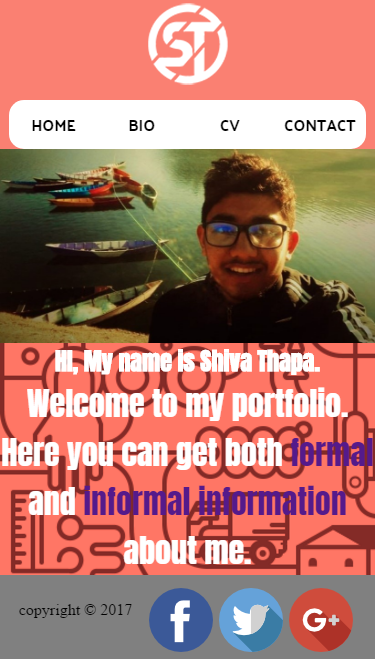 ST
HOME BIO CV CONTACT
Hi, My name is Shiva Thapa.
Welcome to my portfolio.
Here you can get both formal
and informal information
about me.
copyright © 2017
f
G+